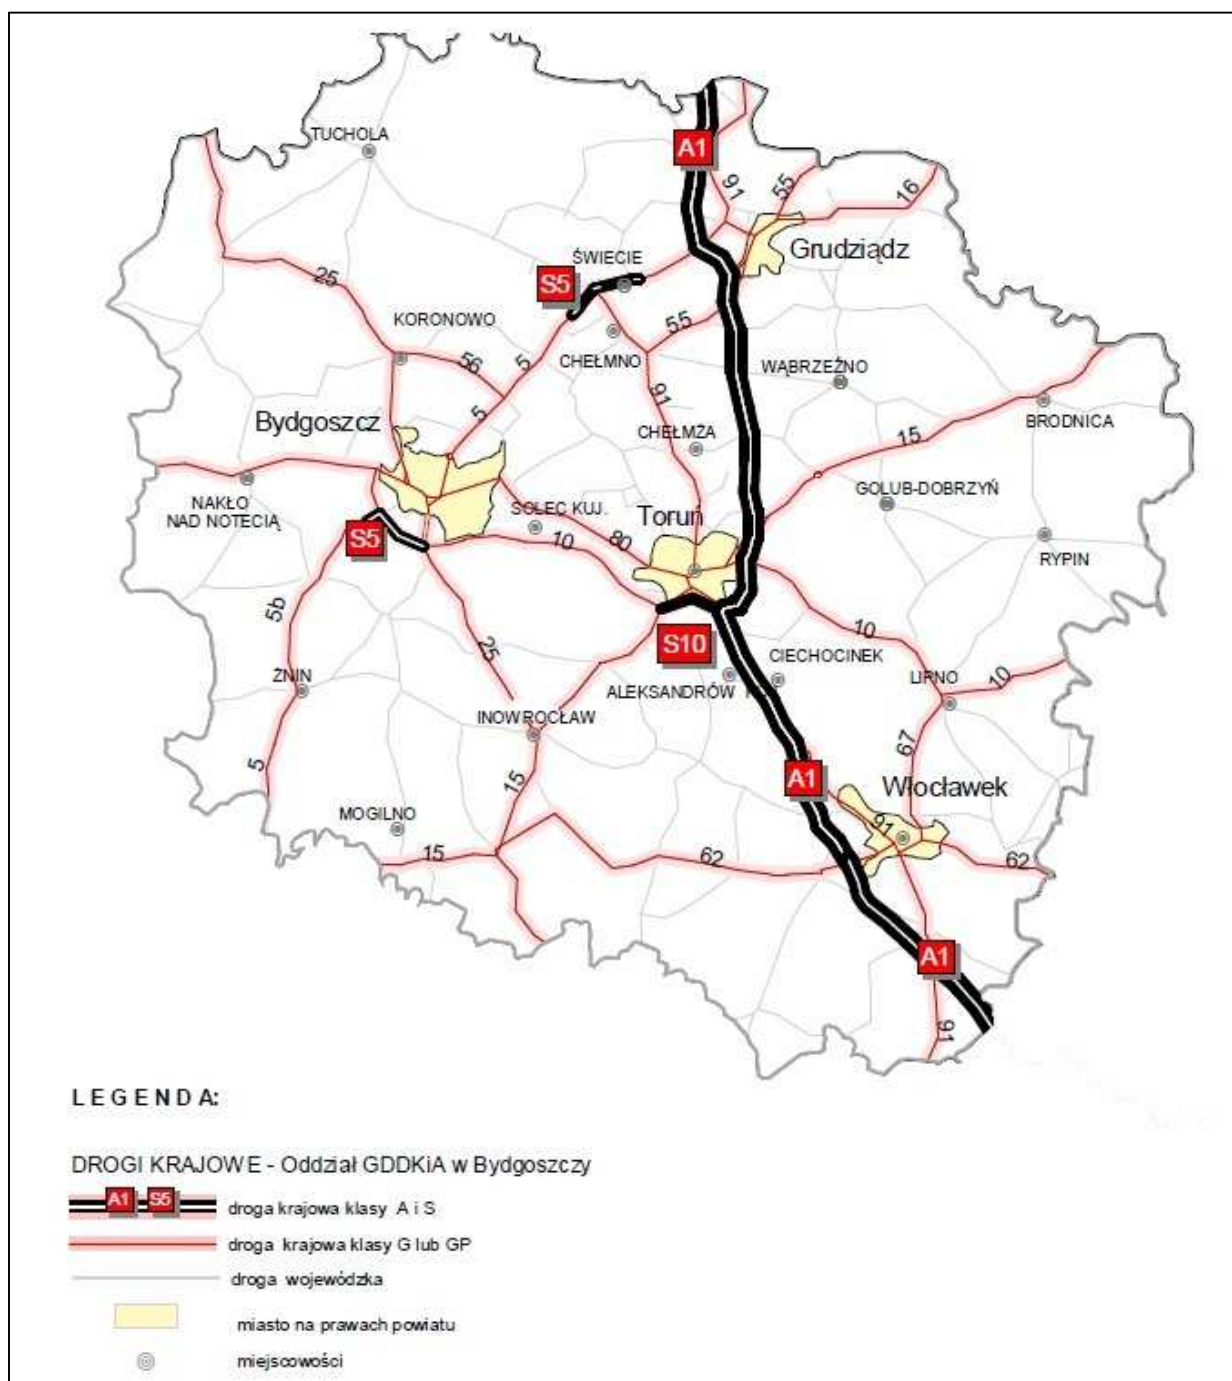 A1
TUCHOLA
91
55
16
Grudziądz
ŚWIECIE
S5
25
KORONOWO
55
56
5
CHEŁMNO
WĄBRZEŹNO
91
5
Bydgoszcz
CHEŁMŻA
15
BRODNICA
NAKŁO
NAD NOTECIĄ
SOLEC KUJ.
Toruń
GOLUB-DOBRZYŃ
S5
10
80
RYPIN
5b
25
S10
10
CIECHOCINEK
ŻNIN
ALEKSANDRÓW
LIPNO
10
INOWROCŁAW
67
5
15
A1
Włocławek
MOGILNO
91
15
62
62
A1
91
LEGENDA:
DROGI KRAJOWE - Oddział GDDKiA w Bydgoszczy
A1 S5 droga krajowa klasy A i S
droga krajowa klasy G lub GP
droga wojewódzka
miasto na prawach powiatu
miejscowości